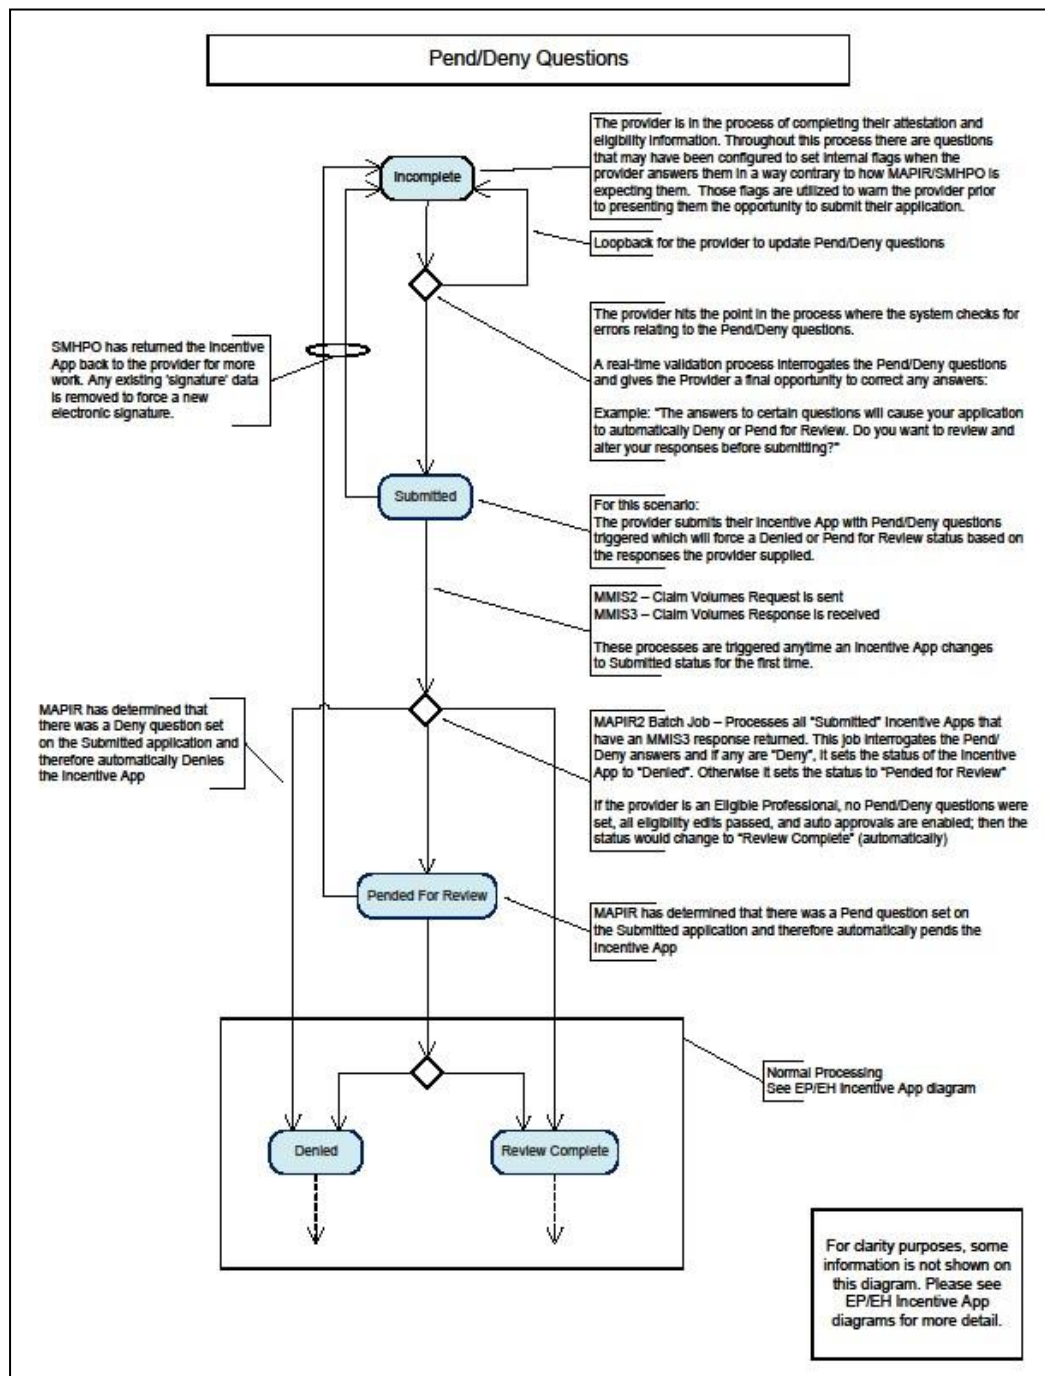 Pend/Deny Questions
The provider is in the process of completing their attestation and
eligibility information. Throughout this process there are questions
that may have been configured to set internal flags when the
provider answers them in a way contrary to how MAPIR/SMHPO is
expecting them. Those flags are utilized to warn the provider prior
to presenting them the opportunity to submit their application.
Incomplete
Loopback for the provider to update Pend/Deny questions
The provider hits the point in the process where the system checks for
errors relating to the Pend/Deny questions.
A real-time validation process interrogates the Pend/Deny questions
and gives the Provider a final opportunity to correct any answers:
Example: "The answers to certain questions will cause your application
to automatically Deny or Pend for Review. Do you want to review and
alter your responses before submitting?"
SMHPO has returned the Incentive
App back to the provider for more
work. Any existing 'signature' data
is removed to force a new
electronic signature.
Submitted
For this scenario:
The provider submits their Incentive App with Pend/Deny questions
triggered which will force a Denied or Pend for Review status based on
the responses the provider supplied.
MMIS2 – Claim Volumes Request is sent
MMIS3 – Claim Volumes Response is received
These processes are triggered anytime an Incentive App changes
to Submitted status for the first time.
MAPIR has determined that
there was a Deny question set
on the Submitted application and
therefore automatically Denies
the Incentive App
MAPIR2 Batch Job – Processes all "Submitted" Incentive Apps that
have an MMIS3 response returned. This job interrogates the Pend/
Deny answers and if any are "Deny", it sets the status of the Incentive
App to "Denied". Otherwise it sets the status to "Pended for Review"
If the provider is an Eligible Professional, no Pend/Deny questions were
set, all eligibility edits passed, and auto approvals are enabled; then the
status would change to "Review Complete" (automatically)
Pended For Review
MAPIR has determined that there was a Pend question set on
the Submitted application and therefore automatically pends the
Incentive App
Normal Processing
See EP/EH Incentive App diagram
Denied
Review Complete
For clarity purposes, some
information is not shown on
this diagram. Please see
EP/EH Incentive App
diagrams for more detail.